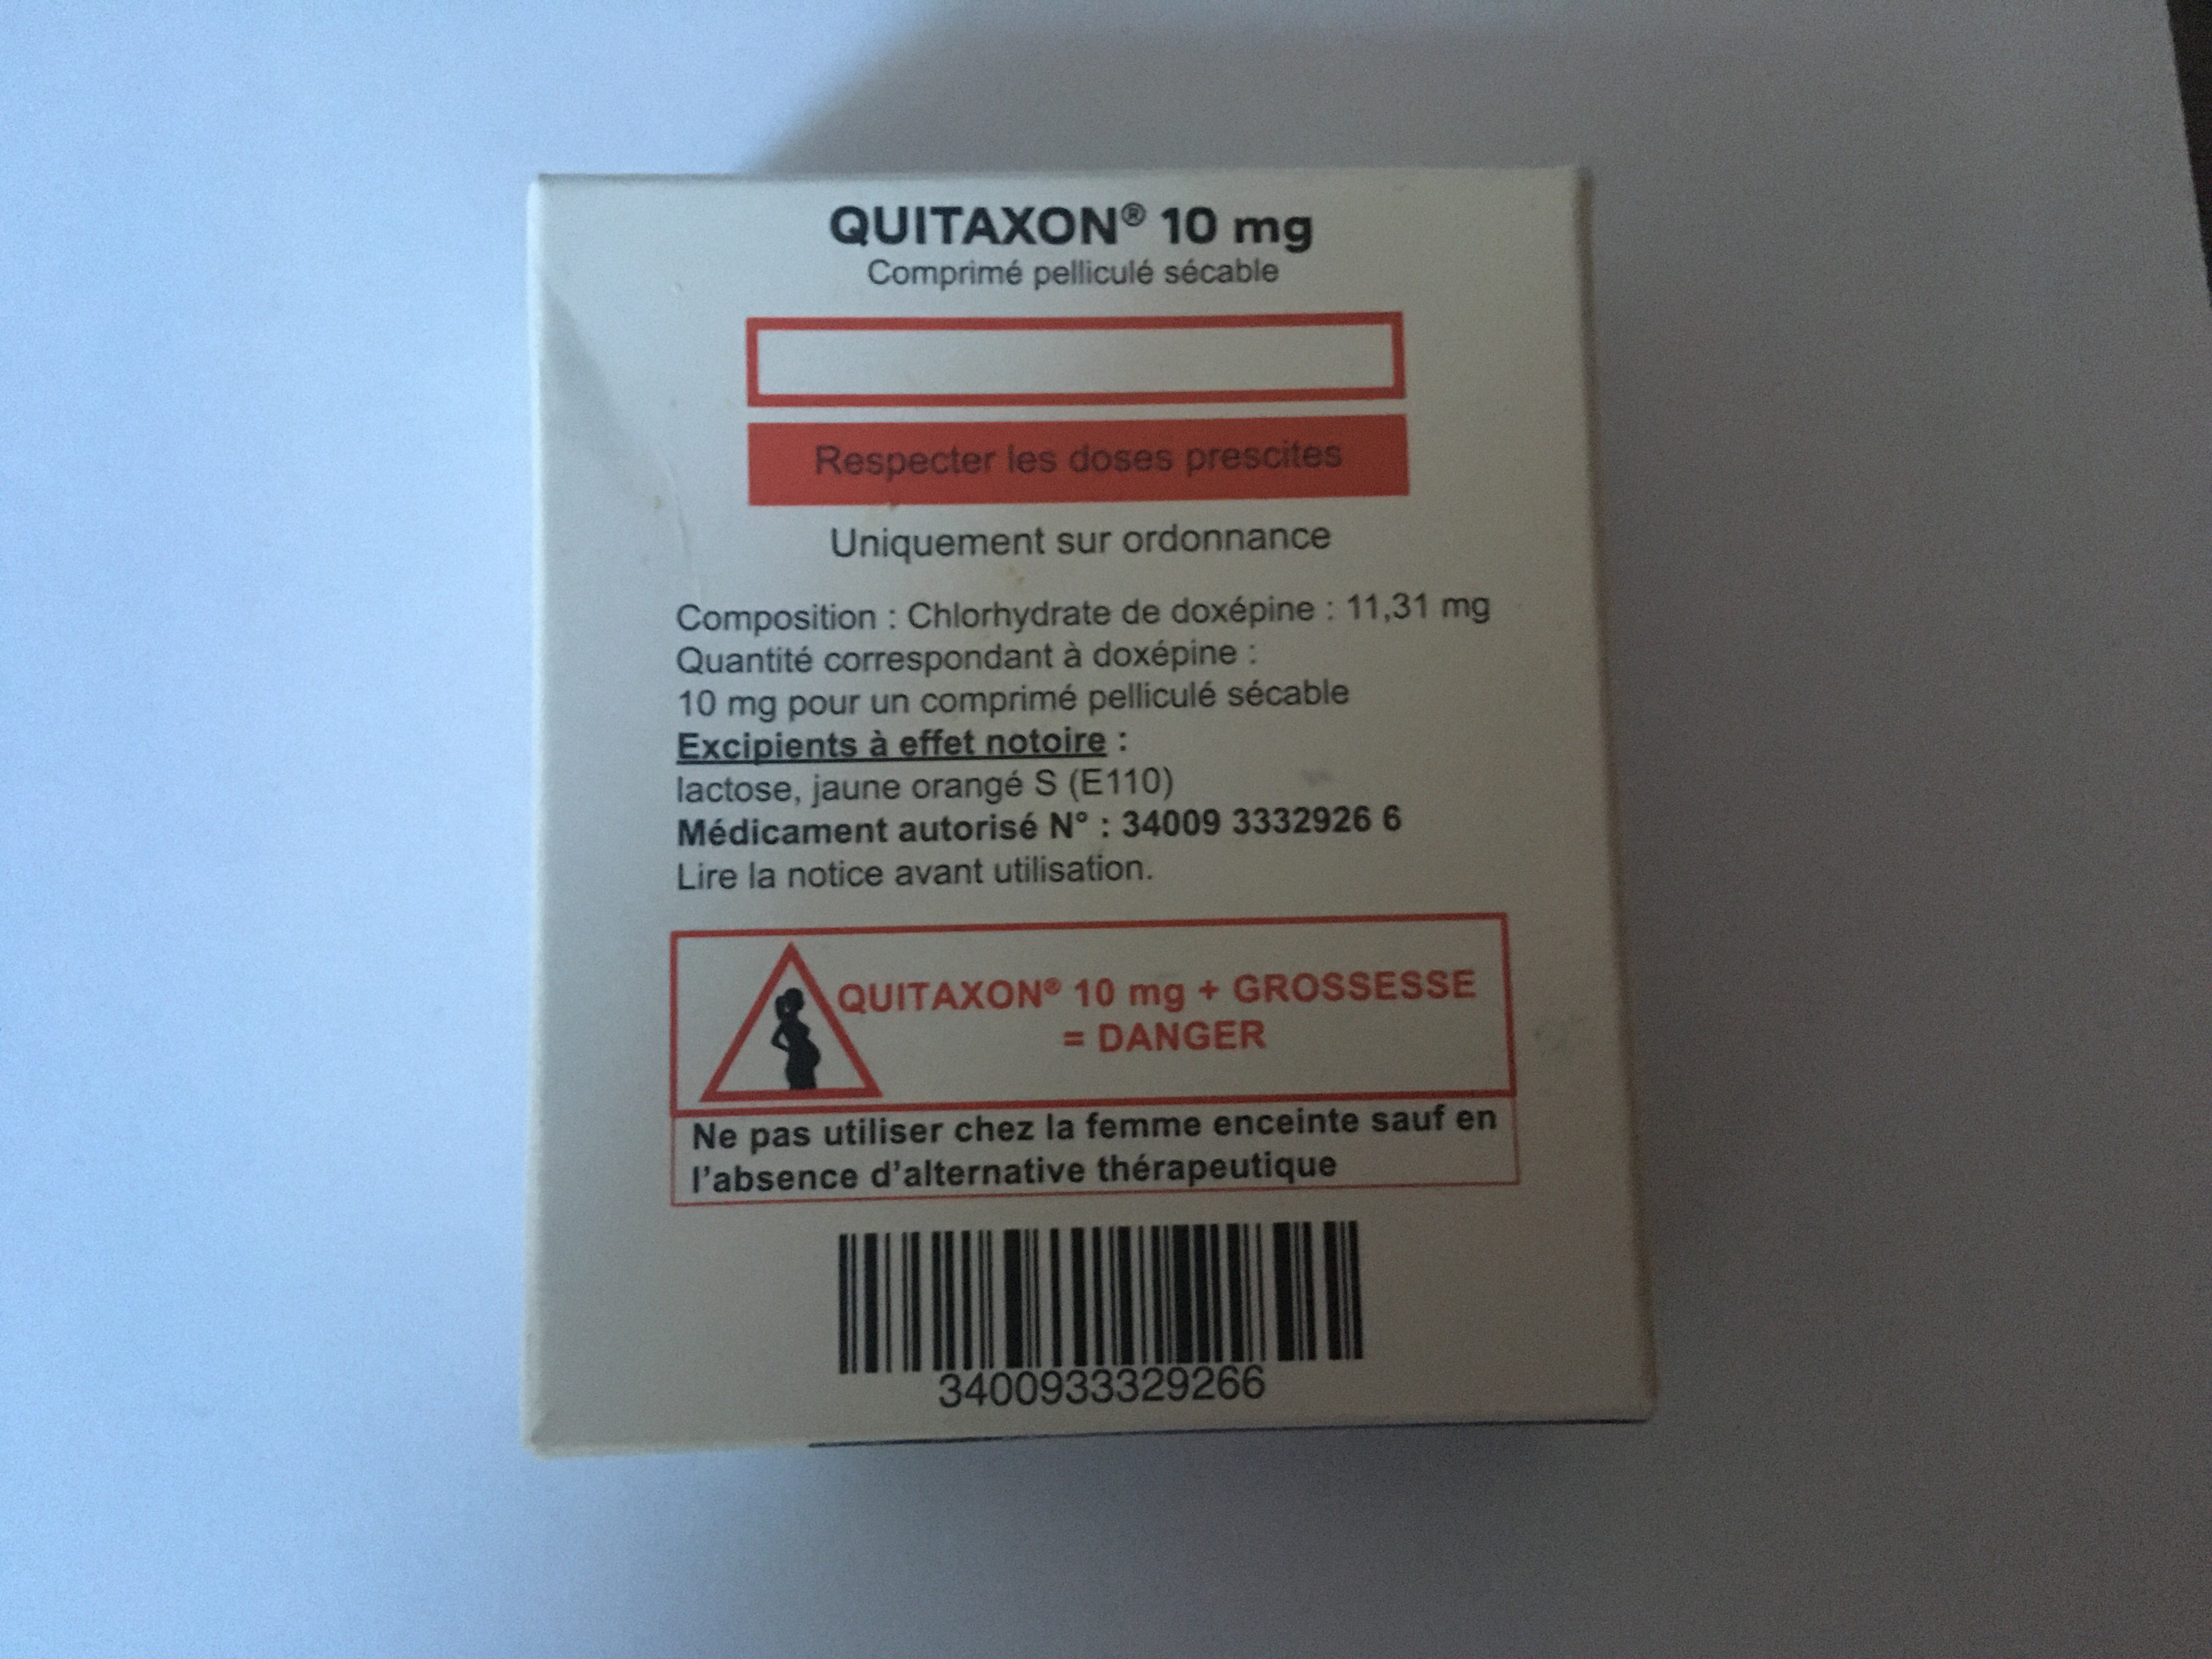 QUITAXON® 10 mg
Comprimé pelliculé sécable
Respecter les doses prescites
Uniquement sur ordonnance
Composition : Chlorhydrate de doxépine : 11,31 mg
Quantité correspondant à doxépine :
10 mg pour un comprimé pelliculé sécable
Excipients à effet notoire :
lactose, jaune orangé S (E110)
Médicament autorisé N° : 34009 3332926 6
Lire la notice avant utilisation.
QUITAXON® 10 mg + GROSSESSE
= DANGER
Ne pas utiliser chez la femme enceinte sauf en
l'absence d'alternative thérapeutique
3400933329266